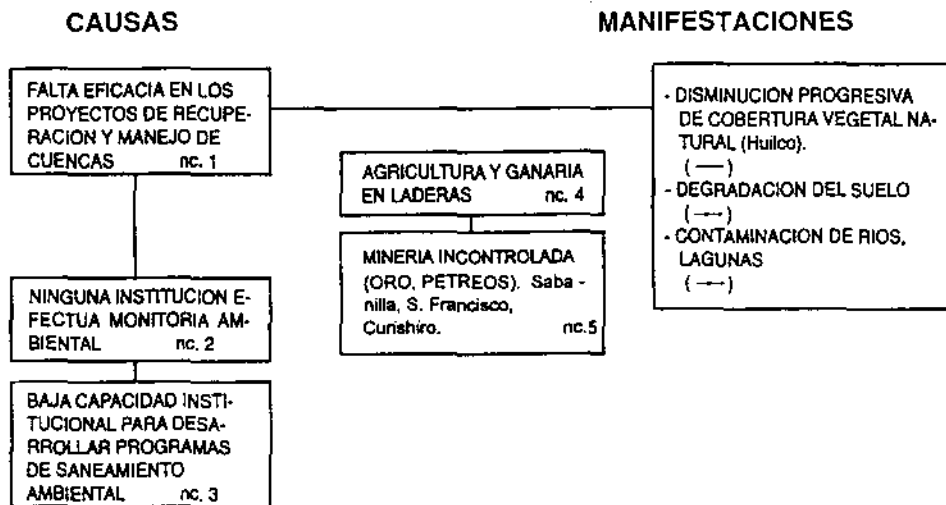 CAUSAS
MANIFESTACIONES
FALTA EFICACIA EN LOS
PROYECTOS DE RECUPE-
RACION Y MANEJO DE
CUENCAS nc. 1
NINGUNA INSTITUCION E-
FECTUA MONITORIA AM-
BIENTAL nc. 2
BAJA CAPACIDAD INSTI-
TUCIONAL PARA DESA-
RROLLAR PROGRAMAS
DE SANEAMIENTO
AMBIENTAL nc. 3
AGRICULTURA Y GANARIA
EN LADERAS nc. 4
MINERIA INCONTROLADA
(ORO, PETREOS). Saba -
nilla, S. Francisco,
Curishiro. nc.5
- DISMINUCION PROGRESIVA
DE COBERTURA VEGETAL NA-
TURAL (Huilco).
( — )
- DEGRADACION DEL SUELO
( —·— )
- CONTAMINACION DE RIOS,
LAGUNAS
( —·— )